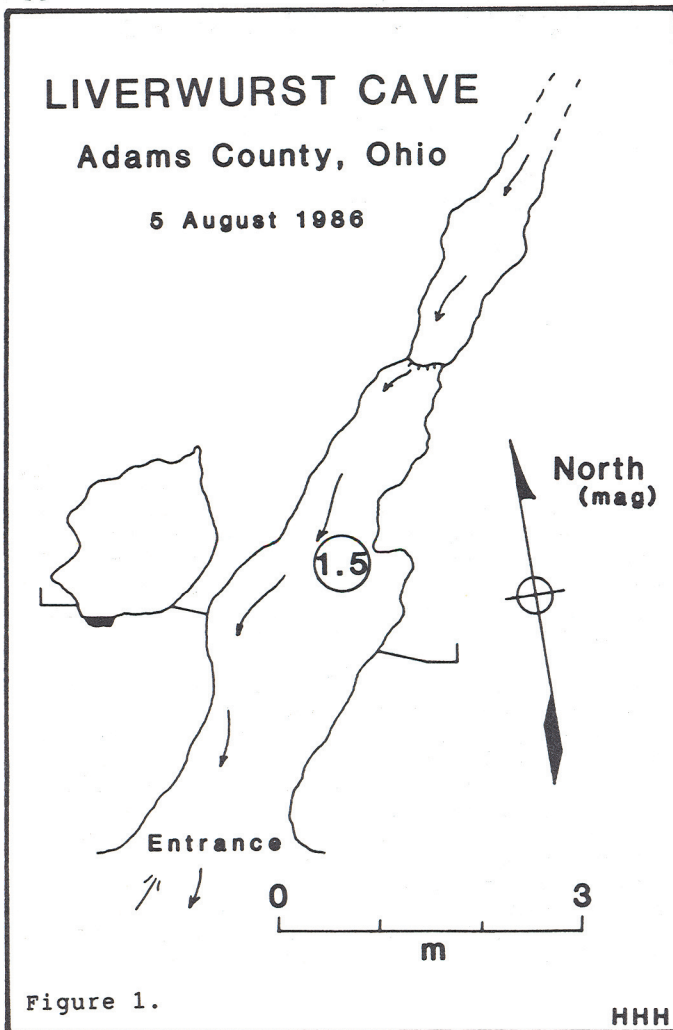 LIVERWURST CAVE
Adams County, Ohio
5 August 1986
North
(mag)
1.5
Entrance
0 3
m
Figure 1.
HHH